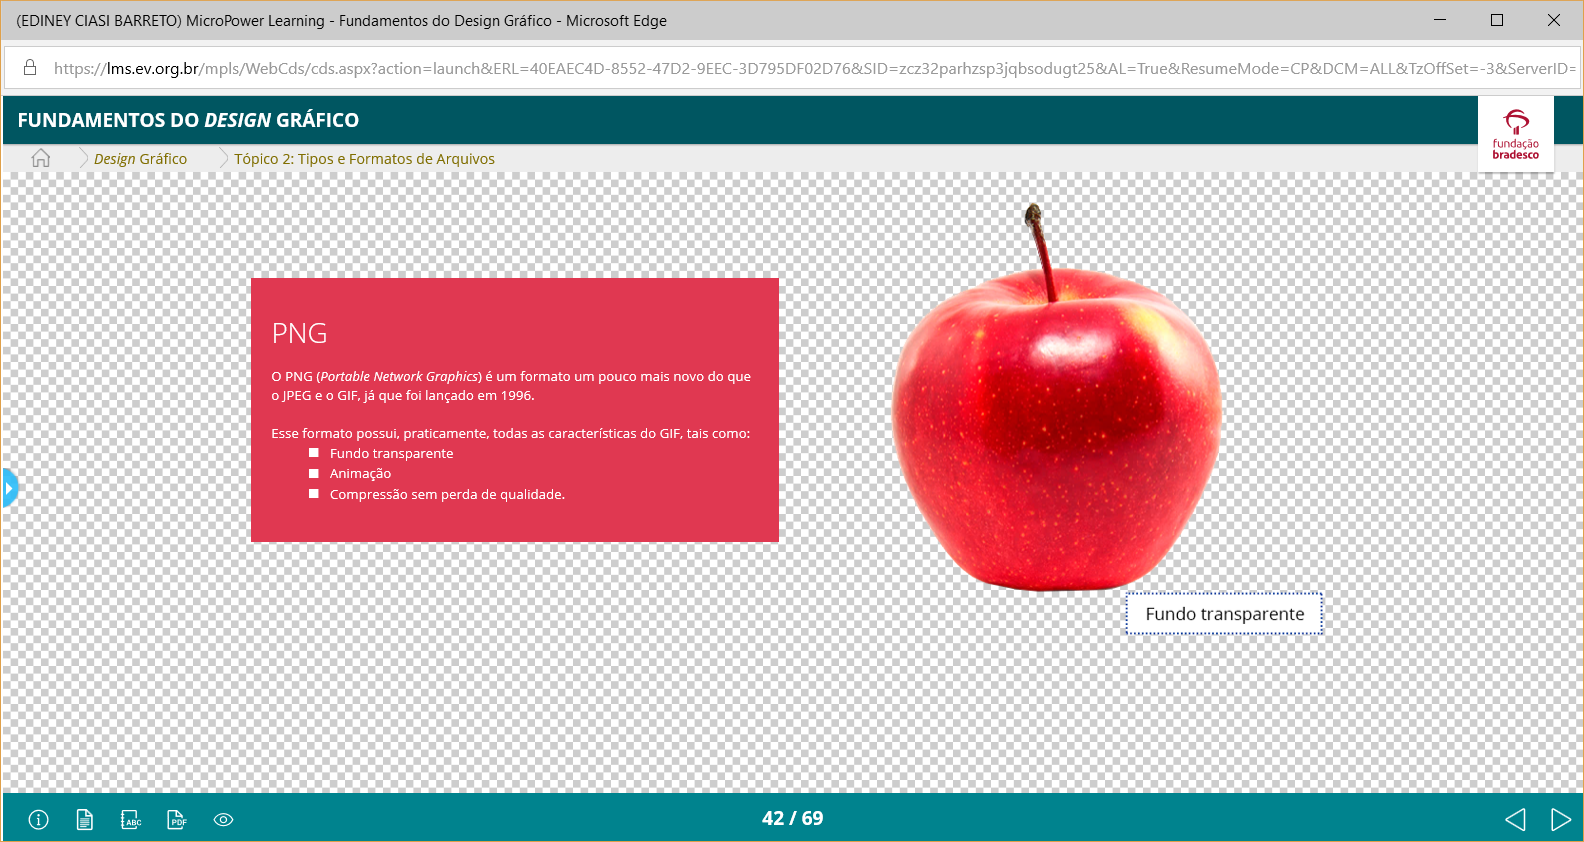 (EDINEY CIASI BARRETO) MicroPower Learning - Fundamentos do Design Gráfico - Microsoft Edge
https://lms.ev.org.br/mpls/WebCds/cds.aspx?action=launch&ERL=40EAEC4D-8552-47D2-9EEC-3D795DF02D76&SID=zcz32parhzsp3jqbsodugt25&AL=True&ResumeMode=CP&DCM=ALL&TzOffSet=-3&ServerID=
FUNDAMENTOS DO DESIGN GRÁFICO
fundação
bradesco
Design Gráfico
Tópico 2: Tipos e Formatos de Arquivos
PNG
O PNG (Portable Network Graphics) é um formato um pouco mais novo do que
o JPEG e o GIF, já que foi lançado em 1996.
Esse formato possui, praticamente, todas as características do GIF, tais como:
Fundo transparente
Animação
Compressão sem perda de qualidade.
Fundo transparente
ABC
PDF
42 / 69